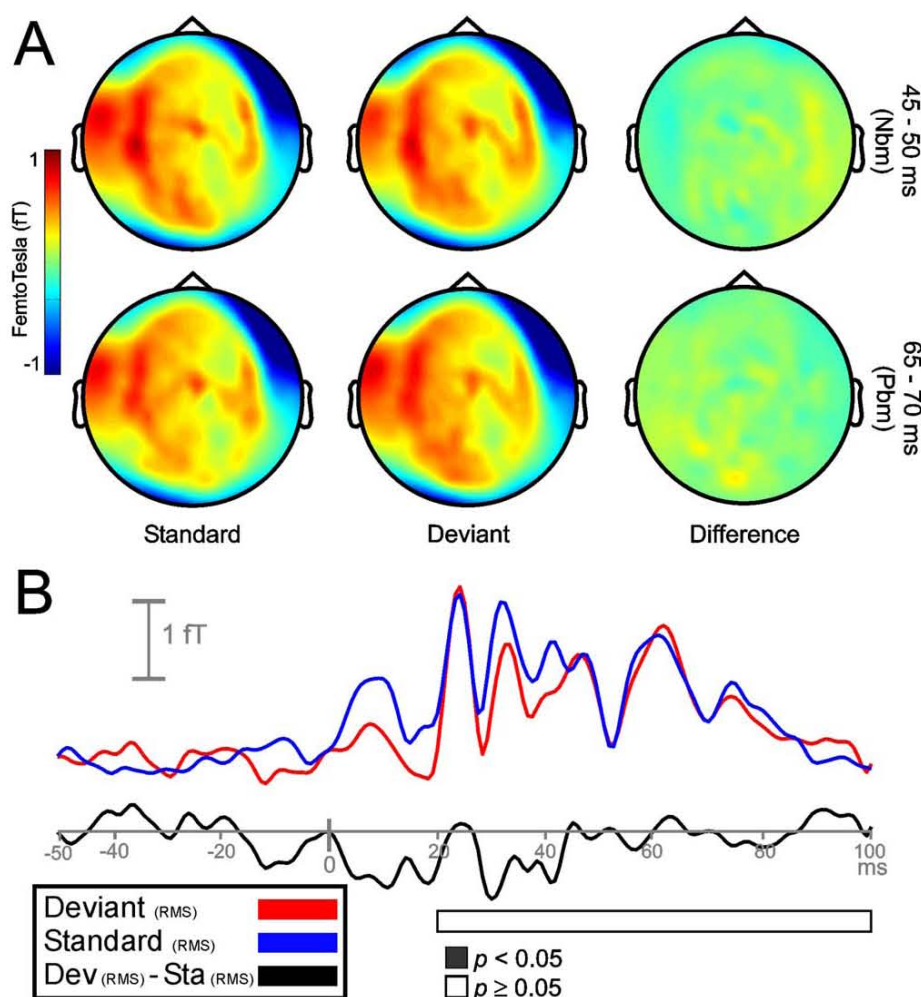 A
45 - 50 ms
(Nbm)
1
FemtoTesla (fT)
-1
65 - 70 ms
(Pbm)
Standard
Deviant
Difference
B
1 fT
-50
-40
-20
0
20
40
60
80
100
ms
Deviant (RMS)
Standard (RMS)
Dev (RMS) - Sta (RMS)
p < 0.05
p ≥ 0.05